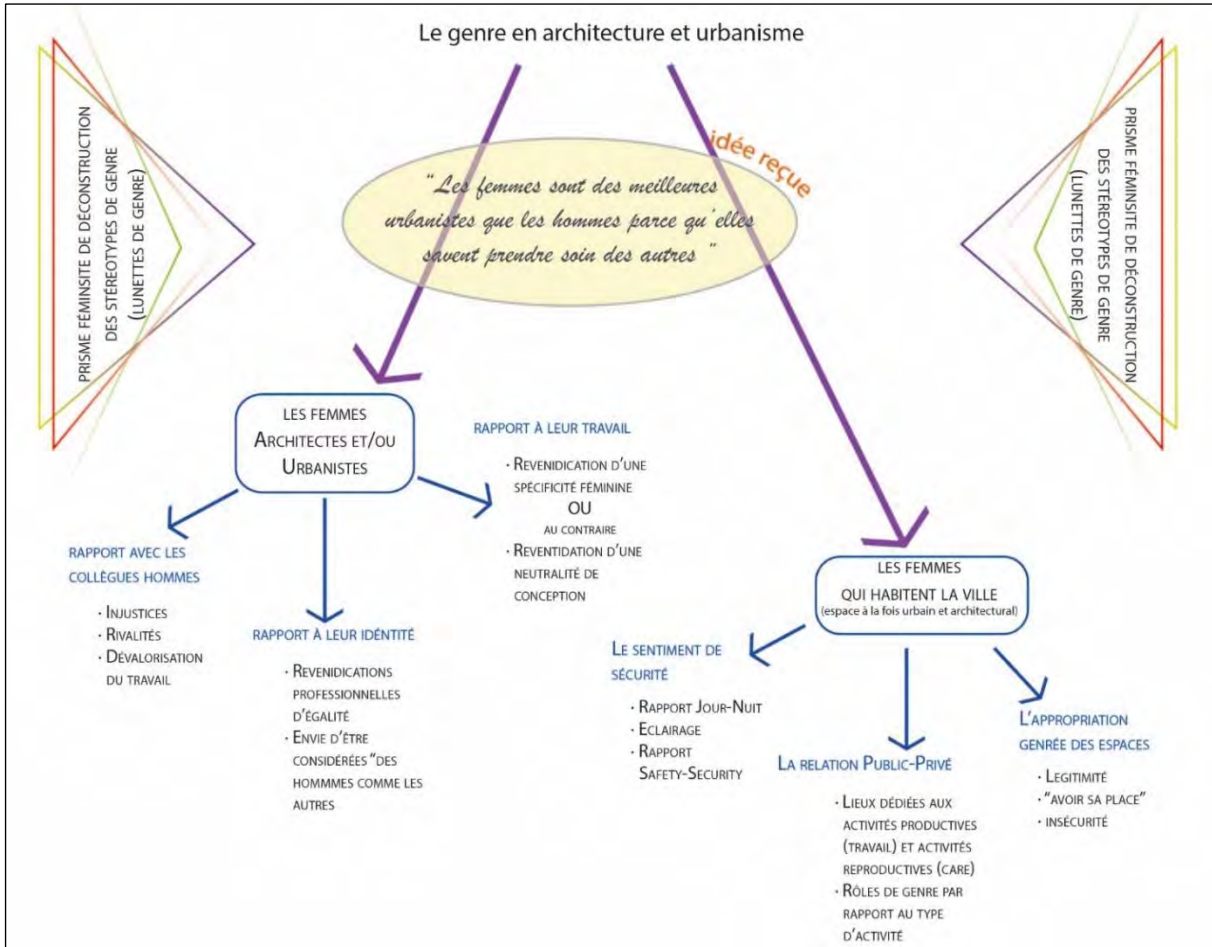 Le genre en architecture et urbanisme
PRISME FÉMINSITE DE DÉCONSTRUCTION
DES STÉRÉOTYPES DE GENRE
(LUNETTES DE GENRE)
idée reçue
"Les femmes sont des meilleures
urbanistes que les hommes parce qu'elles
savent prendre soin des autres "
PRISME FÉMINSITE DE DÉCONSTRUCTION
DES STÉRÉOTYPES DE GENRE
(LUNETTES DE GENRE)
LES FEMMES
ARCHITECTES ET/OU
URBANISTES
RAPPORT AVEC LES
COLLÈGUES HOMMES
· INJUSTICES
· RIVALITÉS
· DÉVALORISATION
DU TRAVAIL
RAPPORT À LEUR IDÉNTITÉ
· REVENIDICATIONS
PROFESSIONNELLES
D'ÉGALITÉ
· ENVIE D'ÊTRE
CONSIDÉRÉES "DES
HOMMMES COMME LES
AUTRES
RAPPORT À LEUR TRAVAIL
· REVENIDICATION D'UNE
SPÉCIFICITÉ FÉMININE
OU
AU CONTRAIRE
· REVENTIDATION D'UNE
NEUTRALITÉ DE
CONCEPTION
LES FEMMES
QUI HABITENT LA VILLE
(espace à la fois urbain et architectural)
LE SENTIMENT DE
SÉCURITÉ
· RAPPORT JOUR-NUIT
· ECLAIRAGE
· RAPPORT
SAFETY-SECURITY
LA RELATION PUBLIC-PRIVÉ
· LIEUX DÉDIÉES AUX
ACTIVITÉS PRODUCTIVES
(TRAVAIL) ET ACTIVITÉS
REPRODUCTIVES (CARE)
· RÔLES DE GENRE PAR
RAPPORT AU TYPE
D'ACTIVITÉ
L'APPROPRIATION
GENRÉE DES ESPACES
· LEGITIMITÉ
· "AVOIR SA PLACE"
· INSÉCURITÉ